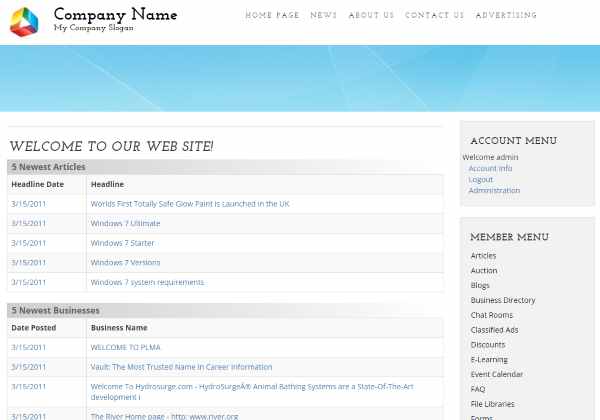 Company Name
My Company Slogan
HOME PAGE NEWS ABOUT US CONTACT US ADVERTISING
WELCOME TO OUR WEB SITE!
5 Newest Articles
Headline Date Headline
3/15/2011 Worlds First Totally Safe Glow Paint is Launched in the UK
3/15/2011 Windows 7 Ultimate
3/15/2011 Windows 7 Starter
3/15/2011 Windows 7 Versions
3/15/2011 Windows 7 system requirements
5 Newest Businesses
Date Posted Business Name
3/15/2011 WELCOME TO PLMA
3/15/2011 Vault: The Most Trusted Name in Career Information
3/15/2011 Welcome To Hydrosurge.com - HydroSurgeÂ® Animal Bathing Systems are a State-Of-The-Art
development i
3/15/2011 The River Home page - http: www.river.org
ACCOUNT MENU
Welcome admin
Account Info
Logout
Administration
MEMBER MENU
Articles
Auction
Blogs
Business Directory
Chat Rooms
Classified Ads
Discounts
E-Learning
Event Calendar
FAQ
File Libraries
Forms